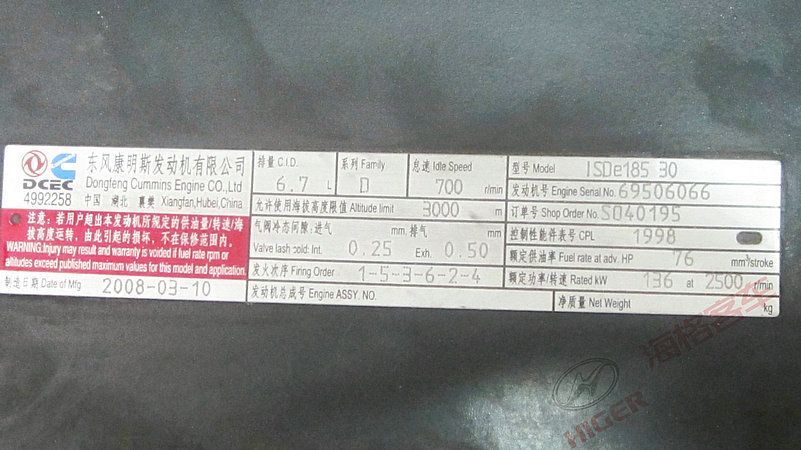 DCEC
4992258
东风康明斯发动机有限公司
Dongfeng Cummins Engine CO.,Ltd
中国 湖北 襄樊 Xiangfan,Hubei,China
注意: 若用户超出本发动机所规定的供油量/转速/海
拔高度运转, 由此引起的损坏, 不在保修范围内。
WARNING:Injury may result and warranty is voided if fuel rate rpm or
altitudes exceed published maximum values for this model and application.
制造日期 Date of Mfg 2008-03-10
排量 C.I.D. 6.7 L
系列 Family D
怠速 Idle Speed 700 r/min
允许使用海拔高度限值 Altitude limit 3000 m
气阀冷态间隙: 进气 mm, 排气 mm
Valve lash cold: Int. 0.25 Exh. 0.50
发火次序 Firing Order 1-5-3-6-2-4
发动机总成号 Engine ASSY. NO.
型号 Model ISDe185 30
发动机号 Engine Serial No. 69506066
订单号 Shop Order No. SO40195
控制性能件表号 CPL 1998
额定供油率 Fuel rate at adv. HP 76 mm³stroke
额定功率/转速 Rated kW 136 at 2500 r/min
净质量 Net Weight kg
海格客车
HIGER